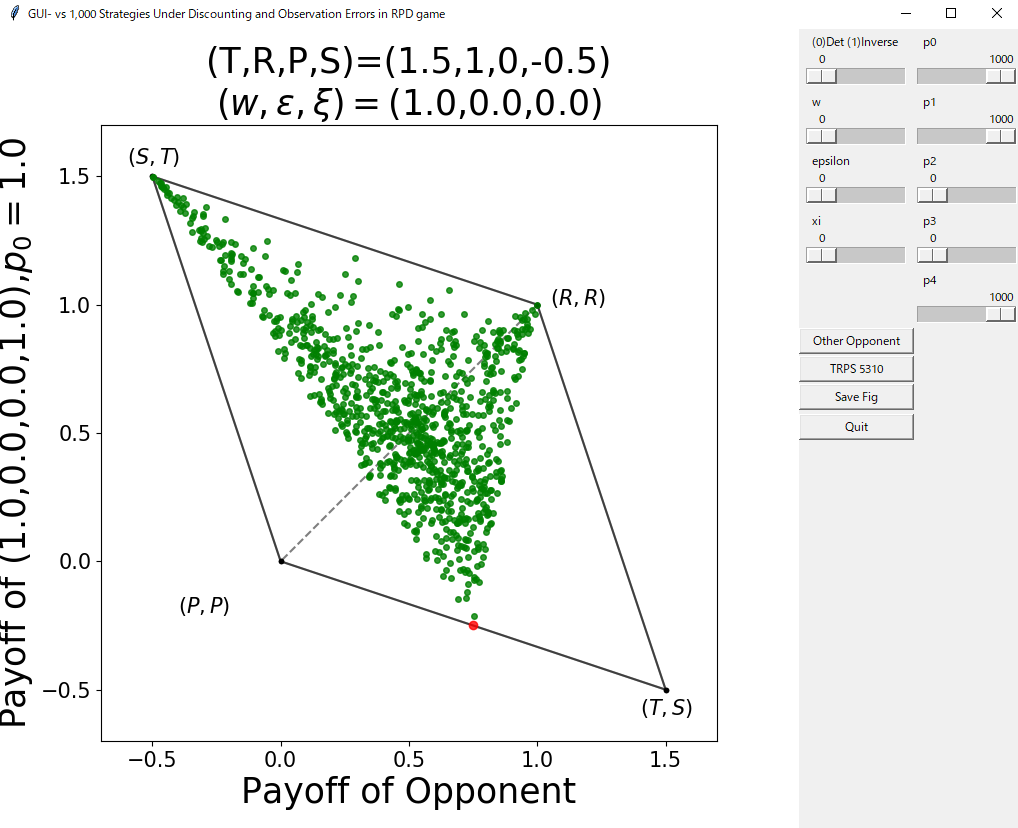 GUI- vs 1,000 Strategies Under Discounting and Observation Errors in RPD game
(T,R,P,S)=(1.5,1,0,-0.5)
(w, ε, ξ) = (1.0,0.0,0.0)
Payoff of (1.0,0.0,0.0,1.0),p₀ = 1.0
1.5
1.0
0.5
0.0
−0.5
(S, T)
(R, R)
(P, P)
(T, S)
−0.5
0.0
0.5
1.0
1.5
Payoff of Opponent
(0)Det (1)Inverse
0
p0
1000
w
0
p1
1000
epsilon
0
p2
0
xi
0
p3
0
p4
1000
Other Opponent
TRPS 5310
Save Fig
Quit